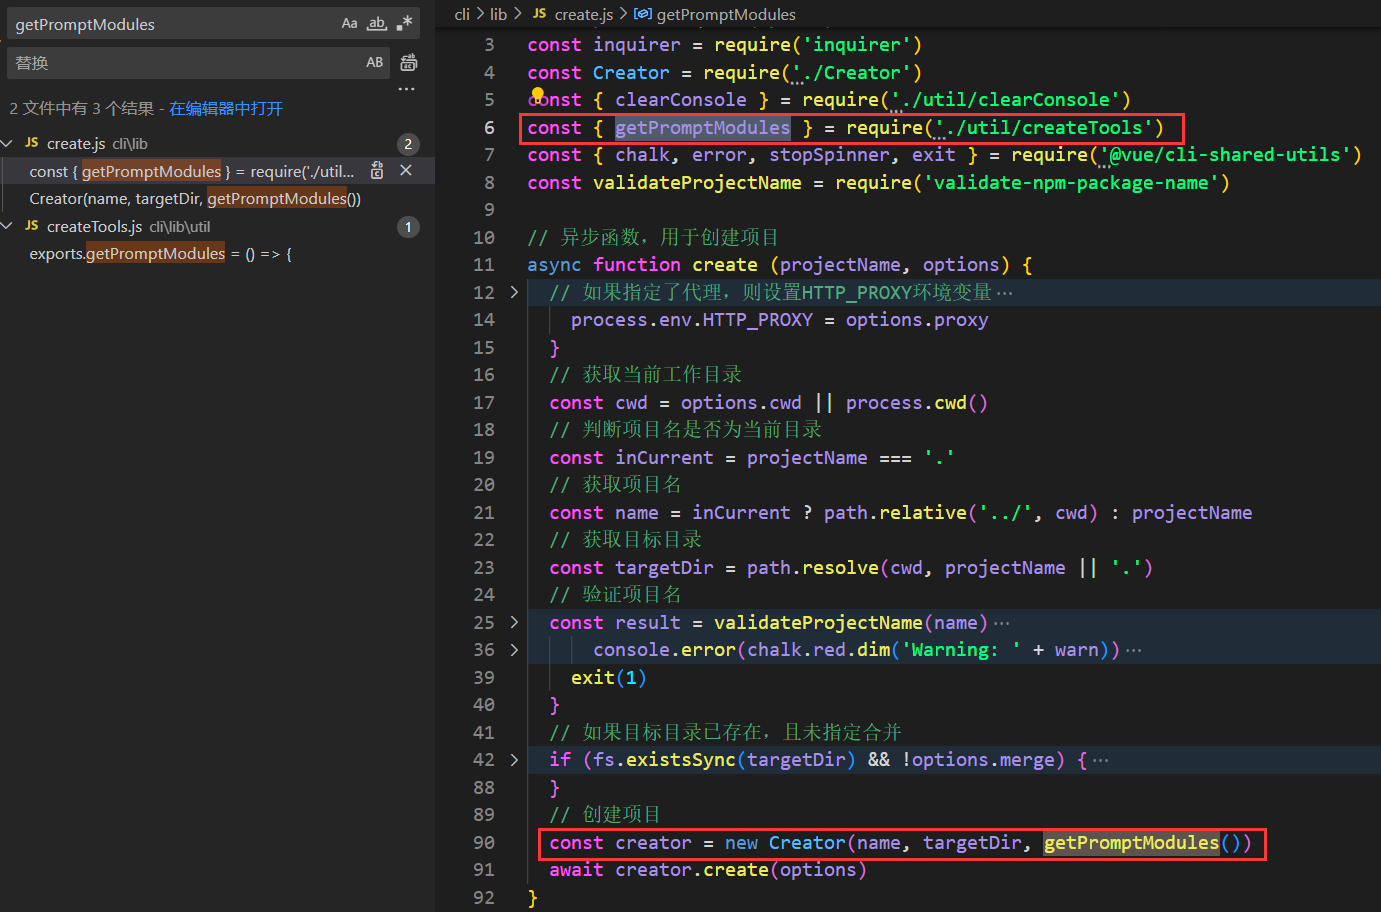 getPromptModules
Aa ab .*
替换
AB
...
2 文件中有 3 个结果 - 在编辑器中打开
JS create.js cli\lib 2
const { getPromptModules } = require('./util...
Creator(name, targetDir, getPromptModules())
JS createTools.js cli\lib\util 1
exports.getPromptModules = () => {
cli > lib > JS create.js > getPromptModules
3 const inquirer = require('inquirer')
4 const Creator = require('./Creator')
5 const { clearConsole } = require('./util/clearConsole')
6 const { getPromptModules } = require('./util/createTools')
7 const { chalk, error, stopSpinner, exit } = require('@vue/cli-shared-utils')
8 const validateProjectName = require('validate-npm-package-name')
9
10 // 异步函数，用于创建项目
11 async function create (projectName, options) {
12 // 如果指定了代理，则设置HTTP_PROXY环境变量...
14 process.env.HTTP_PROXY = options.proxy
15 }
16 // 获取当前工作目录
17 const cwd = options.cwd || process.cwd()
18 // 判断项目名是否为当前目录
19 const inCurrent = projectName === '.'
20 // 获取项目名
21 const name = inCurrent ? path.relative('../', cwd) : projectName
22 // 获取目标目录
23 const targetDir = path.resolve(cwd, projectName || '.')
24 // 验证项目名
25 const result = validateProjectName(name)...
36 console.error(chalk.red.dim('Warning: ' + warn))...
39 exit(1)
40 }
41 // 如果目标目录已存在，且未指定合并
42 if (fs.existsSync(targetDir) && !options.merge) {...
88 }
89 // 创建项目
90 const creator = new Creator(name, targetDir, getPromptModules())
91 await creator.create(options)
92 }